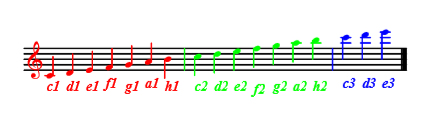 c1 d1 e1 f1 g1 a1 h1 c2 d2 e2 f2 g2 a2 h2 c3 d3 e3